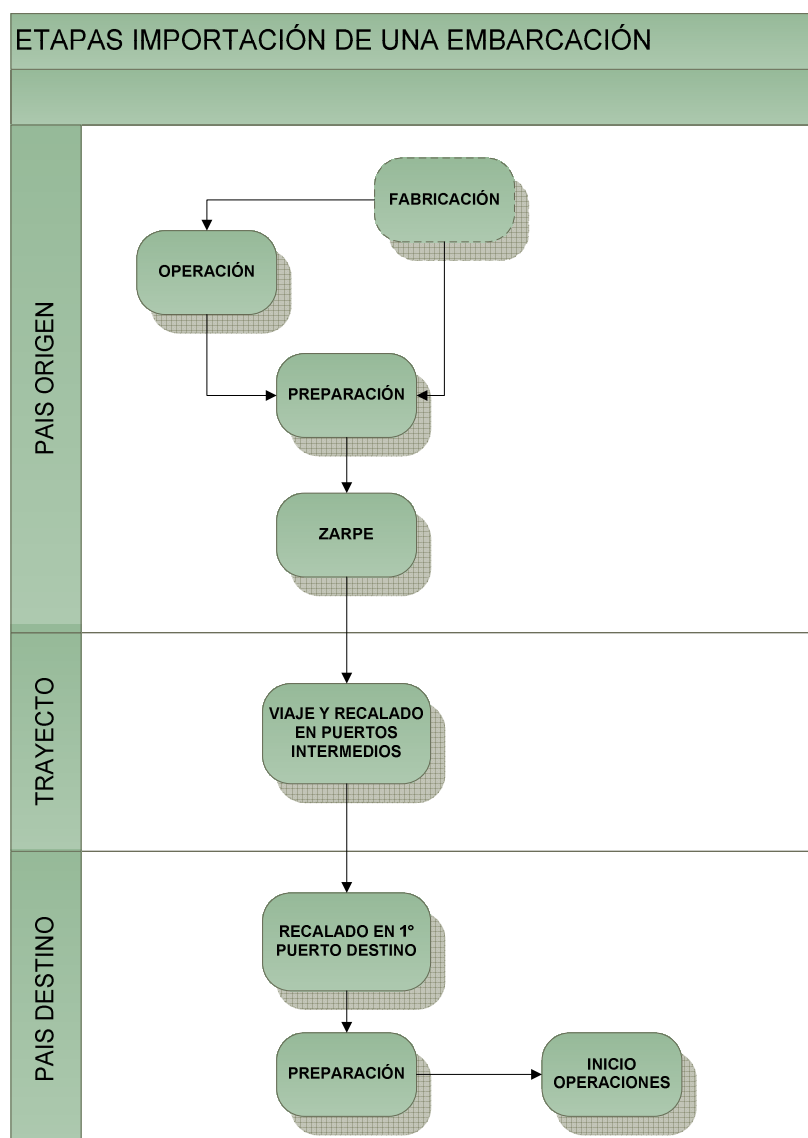 ETAPAS IMPORTACIÓN DE UNA EMBARCACIÓN
PAIS ORIGEN
FABRICACIÓN
OPERACIÓN
PREPARACIÓN
ZARPE
TRAYECTO
VIAJE Y RECALADO
EN PUERTOS
INTERMEDIOS
PAIS DESTINO
RECALADO EN 1º
PUERTO DESTINO
PREPARACIÓN
INICIO
OPERACIONES